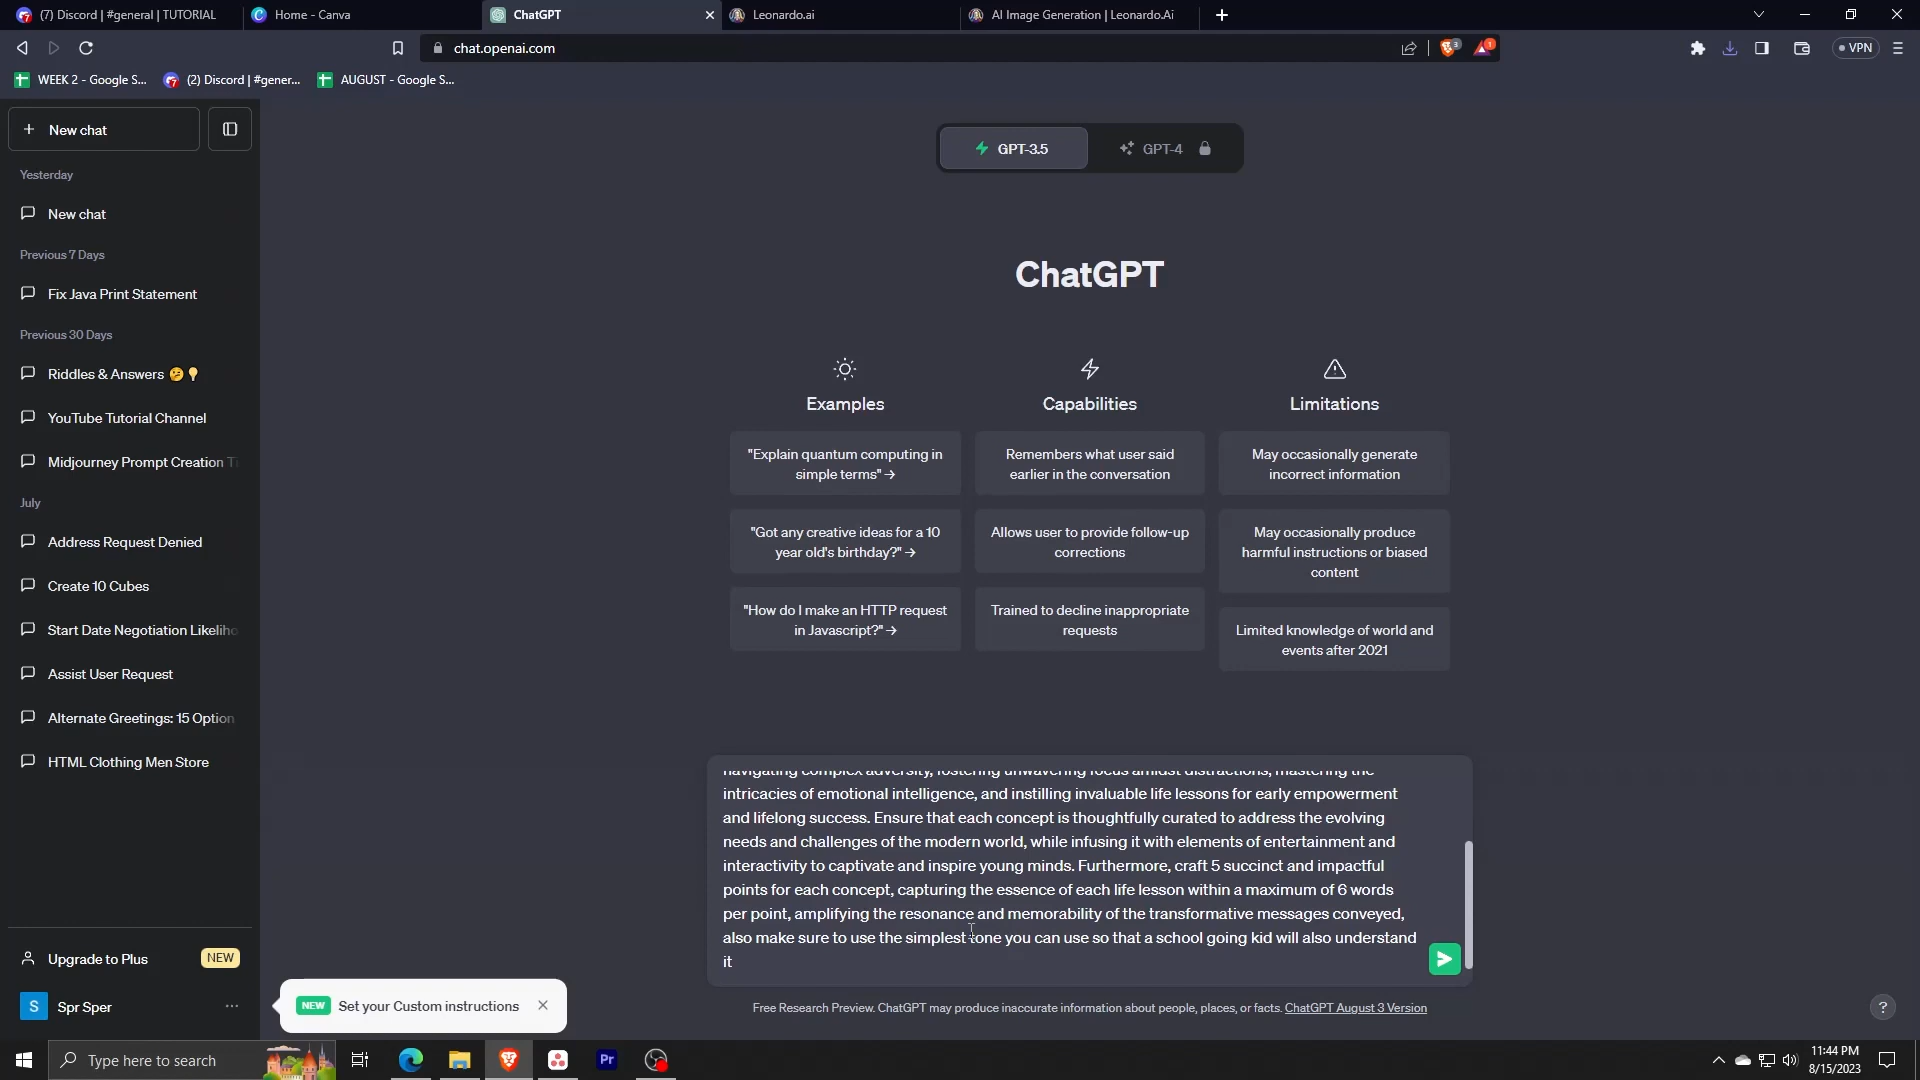 (7) Discord | #general | TUTORIAL
Home - Canva
ChatGPT
Leonardo.ai
AI Image Generation | Leonardo.Ai
chat.openai.com
3
1
VPN
WEEK 2 - Google S...
(2) Discord | #gener...
AUGUST - Google S...
New chat
Yesterday
New chat
Previous 7 Days
Fix Java Print Statement
Previous 30 Days
Riddles & Answers 🤔💡
YouTube Tutorial Channel
Midjourney Prompt Creation T
July
Address Request Denied
Create 10 Cubes
Start Date Negotiation Likeliho
Assist User Request
Alternate Greetings: 15 Option
HTML Clothing Men Store
Upgrade to Plus
NEW
S
Spr Sper
NEW Set your Custom instructions
GPT-3.5
GPT-4
ChatGPT
Examples
"Explain quantum computing in
simple terms" →
"Got any creative ideas for a 10
year old's birthday?" →
"How do I make an HTTP request
in Javascript?" →
Capabilities
Remembers what user said
earlier in the conversation
Allows user to provide follow-up
corrections
Trained to decline inappropriate
requests
Limitations
May occasionally generate
incorrect information
May occasionally produce
harmful instructions or biased
content
Limited knowledge of world and
events after 2021
navigating complex adversity, fostering unwavering focus amidst distractions, mastering the
intricacies of emotional intelligence, and instilling invaluable life lessons for early empowerment
and lifelong success. Ensure that each concept is thoughtfully curated to address the evolving
needs and challenges of the modern world, while infusing it with elements of entertainment and
interactivity to captivate and inspire young minds. Furthermore, craft 5 succinct and impactful
points for each concept, capturing the essence of each life lesson within a maximum of 6 words
per point, amplifying the resonance and memorability of the transformative messages conveyed,
also make sure to use the simplest tone you can use so that a school going kid will also understand
it
Free Research Preview. ChatGPT may produce inaccurate information about people, places, or facts. ChatGPT August 3 Version
?
Type here to search
Pr
11:44 PM
8/15/2023